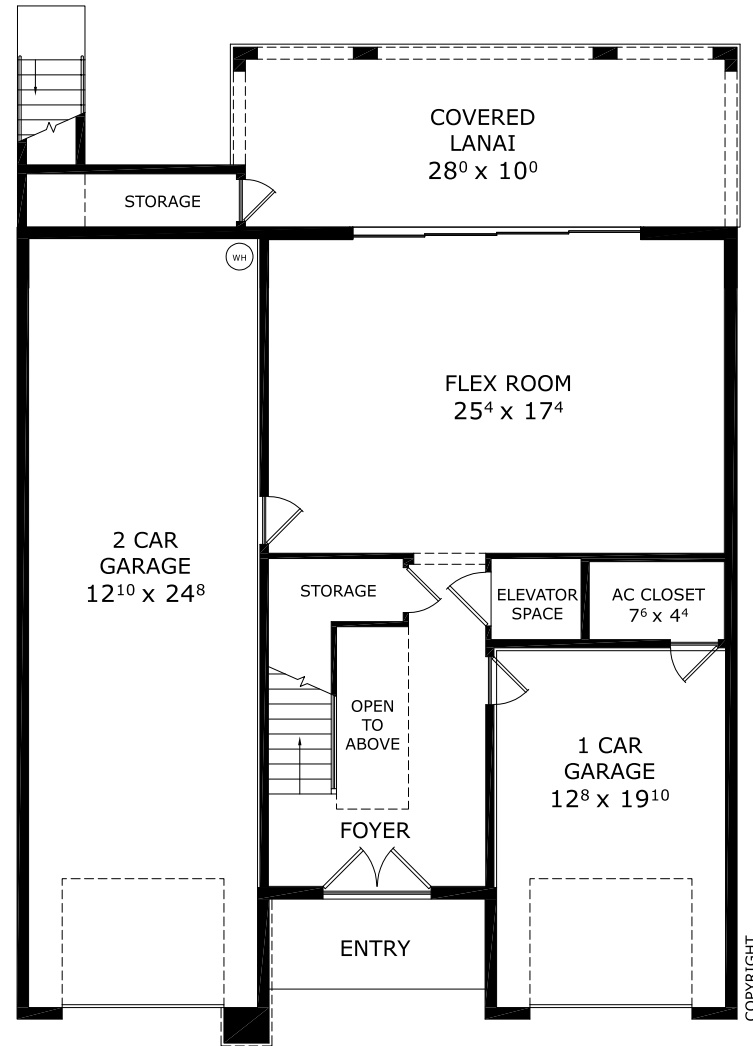 COVERED
LANAI
28⁰ x 10⁰
STORAGE
WH
FLEX ROOM
25⁴ x 17⁴
2 CAR
GARAGE
12¹⁰ x 24⁸
STORAGE
ELEVATOR
SPACE
AC CLOSET
7⁶ x 4⁴
OPEN
TO
ABOVE
1 CAR
GARAGE
12⁸ x 19¹⁰
FOYER
ENTRY
COPYRIGHT